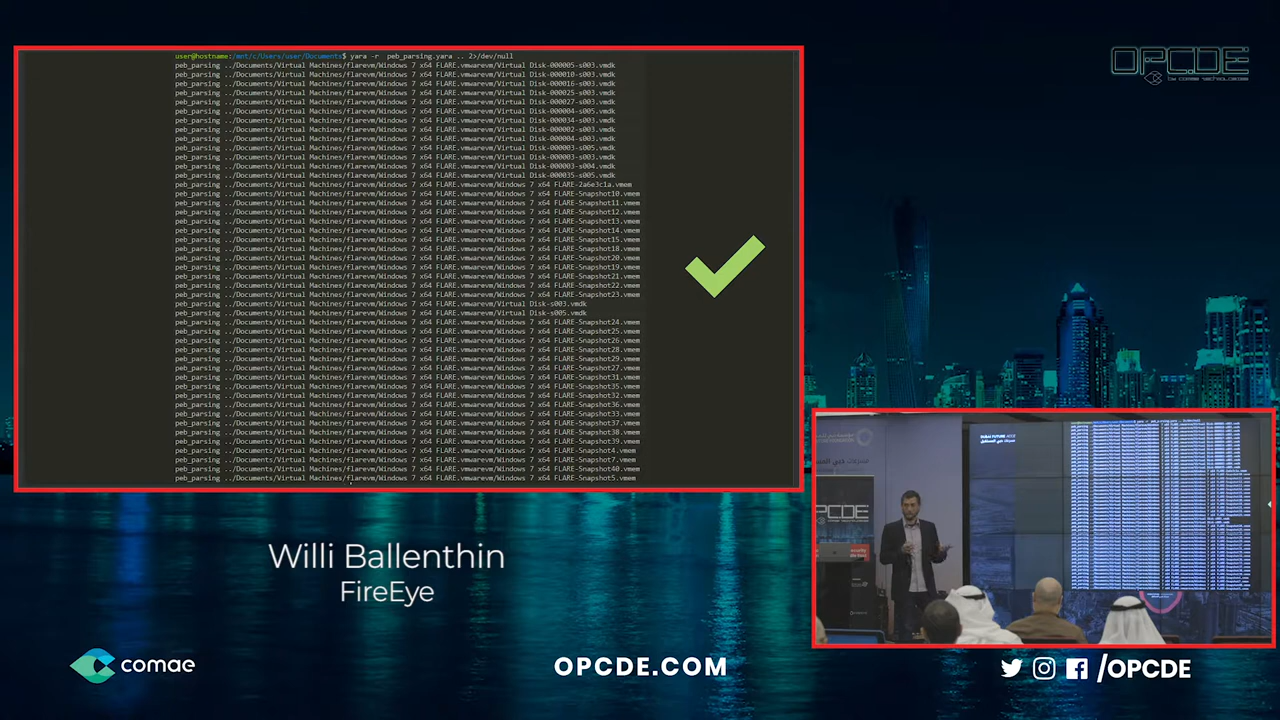 user@hostname:/mnt/c/Users/user/Documents$ yara -r peb_parsing.yara .. 2>/dev/null
peb_parsing ../Documents/Virtual Machines/flarevm/Windows 7 x64 FLARE.vmwarevm/Virtual Disk-000005-s003.vmdk
peb_parsing ../Documents/Virtual Machines/flarevm/Windows 7 x64 FLARE.vmwarevm/Virtual Disk-000010-s003.vmdk
peb_parsing ../Documents/Virtual Machines/flarevm/Windows 7 x64 FLARE.vmwarevm/Virtual Disk-000016-s003.vmdk
peb_parsing ../Documents/Virtual Machines/flarevm/Windows 7 x64 FLARE.vmwarevm/Virtual Disk-000025-s003.vmdk
peb_parsing ../Documents/Virtual Machines/flarevm/Windows 7 x64 FLARE.vmwarevm/Virtual Disk-000027-s003.vmdk
peb_parsing ../Documents/Virtual Machines/flarevm/Windows 7 x64 FLARE.vmwarevm/Virtual Disk-000004-s005.vmdk
peb_parsing ../Documents/Virtual Machines/flarevm/Windows 7 x64 FLARE.vmwarevm/Virtual Disk-000034-s003.vmdk
peb_parsing ../Documents/Virtual Machines/flarevm/Windows 7 x64 FLARE.vmwarevm/Virtual Disk-000002-s003.vmdk
peb_parsing ../Documents/Virtual Machines/flarevm/Windows 7 x64 FLARE.vmwarevm/Virtual Disk-000004-s003.vmdk
peb_parsing ../Documents/Virtual Machines/flarevm/Windows 7 x64 FLARE.vmwarevm/Virtual Disk-000003-s005.vmdk
peb_parsing ../Documents/Virtual Machines/flarevm/Windows 7 x64 FLARE.vmwarevm/Virtual Disk-000003-s003.vmdk
peb_parsing ../Documents/Virtual Machines/flarevm/Windows 7 x64 FLARE.vmwarevm/Virtual Disk-000003-s004.vmdk
peb_parsing ../Documents/Virtual Machines/flarevm/Windows 7 x64 FLARE.vmwarevm/Virtual Disk-000035-s005.vmdk
peb_parsing ../Documents/Virtual Machines/flarevm/Windows 7 x64 FLARE.vmwarevm/Windows 7 x64 FLARE-2a6e3c1a.vmem
peb_parsing ../Documents/Virtual Machines/flarevm/Windows 7 x64 FLARE.vmwarevm/Windows 7 x64 FLARE-Snapshot10.vmem
peb_parsing ../Documents/Virtual Machines/flarevm/Windows 7 x64 FLARE.vmwarevm/Windows 7 x64 FLARE-Snapshot11.vmem
peb_parsing ../Documents/Virtual Machines/flarevm/Windows 7 x64 FLARE.vmwarevm/Windows 7 x64 FLARE-Snapshot12.vmem
peb_parsing ../Documents/Virtual Machines/flarevm/Windows 7 x64 FLARE.vmwarevm/Windows 7 x64 FLARE-Snapshot13.vmem
peb_parsing ../Documents/Virtual Machines/flarevm/Windows 7 x64 FLARE.vmwarevm/Windows 7 x64 FLARE-Snapshot14.vmem
peb_parsing ../Documents/Virtual Machines/flarevm/Windows 7 x64 FLARE.vmwarevm/Windows 7 x64 FLARE-Snapshot15.vmem
peb_parsing ../Documents/Virtual Machines/flarevm/Windows 7 x64 FLARE.vmwarevm/Windows 7 x64 FLARE-Snapshot18.vmem
peb_parsing ../Documents/Virtual Machines/flarevm/Windows 7 x64 FLARE.vmwarevm/Windows 7 x64 FLARE-Snapshot20.vmem
peb_parsing ../Documents/Virtual Machines/flarevm/Windows 7 x64 FLARE.vmwarevm/Windows 7 x64 FLARE-Snapshot19.vmem
peb_parsing ../Documents/Virtual Machines/flarevm/Windows 7 x64 FLARE.vmwarevm/Windows 7 x64 FLARE-Snapshot21.vmem
peb_parsing ../Documents/Virtual Machines/flarevm/Windows 7 x64 FLARE.vmwarevm/Windows 7 x64 FLARE-Snapshot22.vmem
peb_parsing ../Documents/Virtual Machines/flarevm/Windows 7 x64 FLARE.vmwarevm/Windows 7 x64 FLARE-Snapshot23.vmem
peb_parsing ../Documents/Virtual Machines/flarevm/Windows 7 x64 FLARE.vmwarevm/Virtual Disk-s003.vmdk
peb_parsing ../Documents/Virtual Machines/flarevm/Windows 7 x64 FLARE.vmwarevm/Virtual Disk-s005.vmdk
peb_parsing ../Documents/Virtual Machines/flarevm/Windows 7 x64 FLARE.vmwarevm/Windows 7 x64 FLARE-Snapshot24.vmem
peb_parsing ../Documents/Virtual Machines/flarevm/Windows 7 x64 FLARE.vmwarevm/Windows 7 x64 FLARE-Snapshot25.vmem
peb_parsing ../Documents/Virtual Machines/flarevm/Windows 7 x64 FLARE.vmwarevm/Windows 7 x64 FLARE-Snapshot26.vmem
peb_parsing ../Documents/Virtual Machines/flarevm/Windows 7 x64 FLARE.vmwarevm/Windows 7 x64 FLARE-Snapshot28.vmem
peb_parsing ../Documents/Virtual Machines/flarevm/Windows 7 x64 FLARE.vmwarevm/Windows 7 x64 FLARE-Snapshot29.vmem
peb_parsing ../Documents/Virtual Machines/flarevm/Windows 7 x64 FLARE.vmwarevm/Windows 7 x64 FLARE-Snapshot27.vmem
peb_parsing ../Documents/Virtual Machines/flarevm/Windows 7 x64 FLARE.vmwarevm/Windows 7 x64 FLARE-Snapshot31.vmem
peb_parsing ../Documents/Virtual Machines/flarevm/Windows 7 x64 FLARE.vmwarevm/Windows 7 x64 FLARE-Snapshot35.vmem
peb_parsing ../Documents/Virtual Machines/flarevm/Windows 7 x64 FLARE.vmwarevm/Windows 7 x64 FLARE-Snapshot32.vmem
peb_parsing ../Documents/Virtual Machines/flarevm/Windows 7 x64 FLARE.vmwarevm/Windows 7 x64 FLARE-Snapshot36.vmem
peb_parsing ../Documents/Virtual Machines/flarevm/Windows 7 x64 FLARE.vmwarevm/Windows 7 x64 FLARE-Snapshot33.vmem
peb_parsing ../Documents/Virtual Machines/flarevm/Windows 7 x64 FLARE.vmwarevm/Windows 7 x64 FLARE-Snapshot37.vmem
peb_parsing ../Documents/Virtual Machines/flarevm/Windows 7 x64 FLARE.vmwarevm/Windows 7 x64 FLARE-Snapshot38.vmem
peb_parsing ../Documents/Virtual Machines/flarevm/Windows 7 x64 FLARE.vmwarevm/Windows 7 x64 FLARE-Snapshot39.vmem
peb_parsing ../Documents/Virtual Machines/flarevm/Windows 7 x64 FLARE.vmwarevm/Windows 7 x64 FLARE-Snapshot4.vmem
peb_parsing ../Documents/Virtual Machines/flarevm/Windows 7 x64 FLARE.vmwarevm/Windows 7 x64 FLARE-Snapshot7.vmem
peb_parsing ../Documents/Virtual Machines/flarevm/Windows 7 x64 FLARE.vmwarevm/Windows 7 x64 FLARE-Snapshot40.vmem
peb_parsing ../Documents/Virtual Machines/flarevm/Windows 7 x64 FLARE.vmwarevm/Windows 7 x64 FLARE-Snapshot5.vmem
OPCDE
by comae technologies
OPCDE
Willi Ballenthin
FireEye
comae
OPCDE.COM
/OPCDE